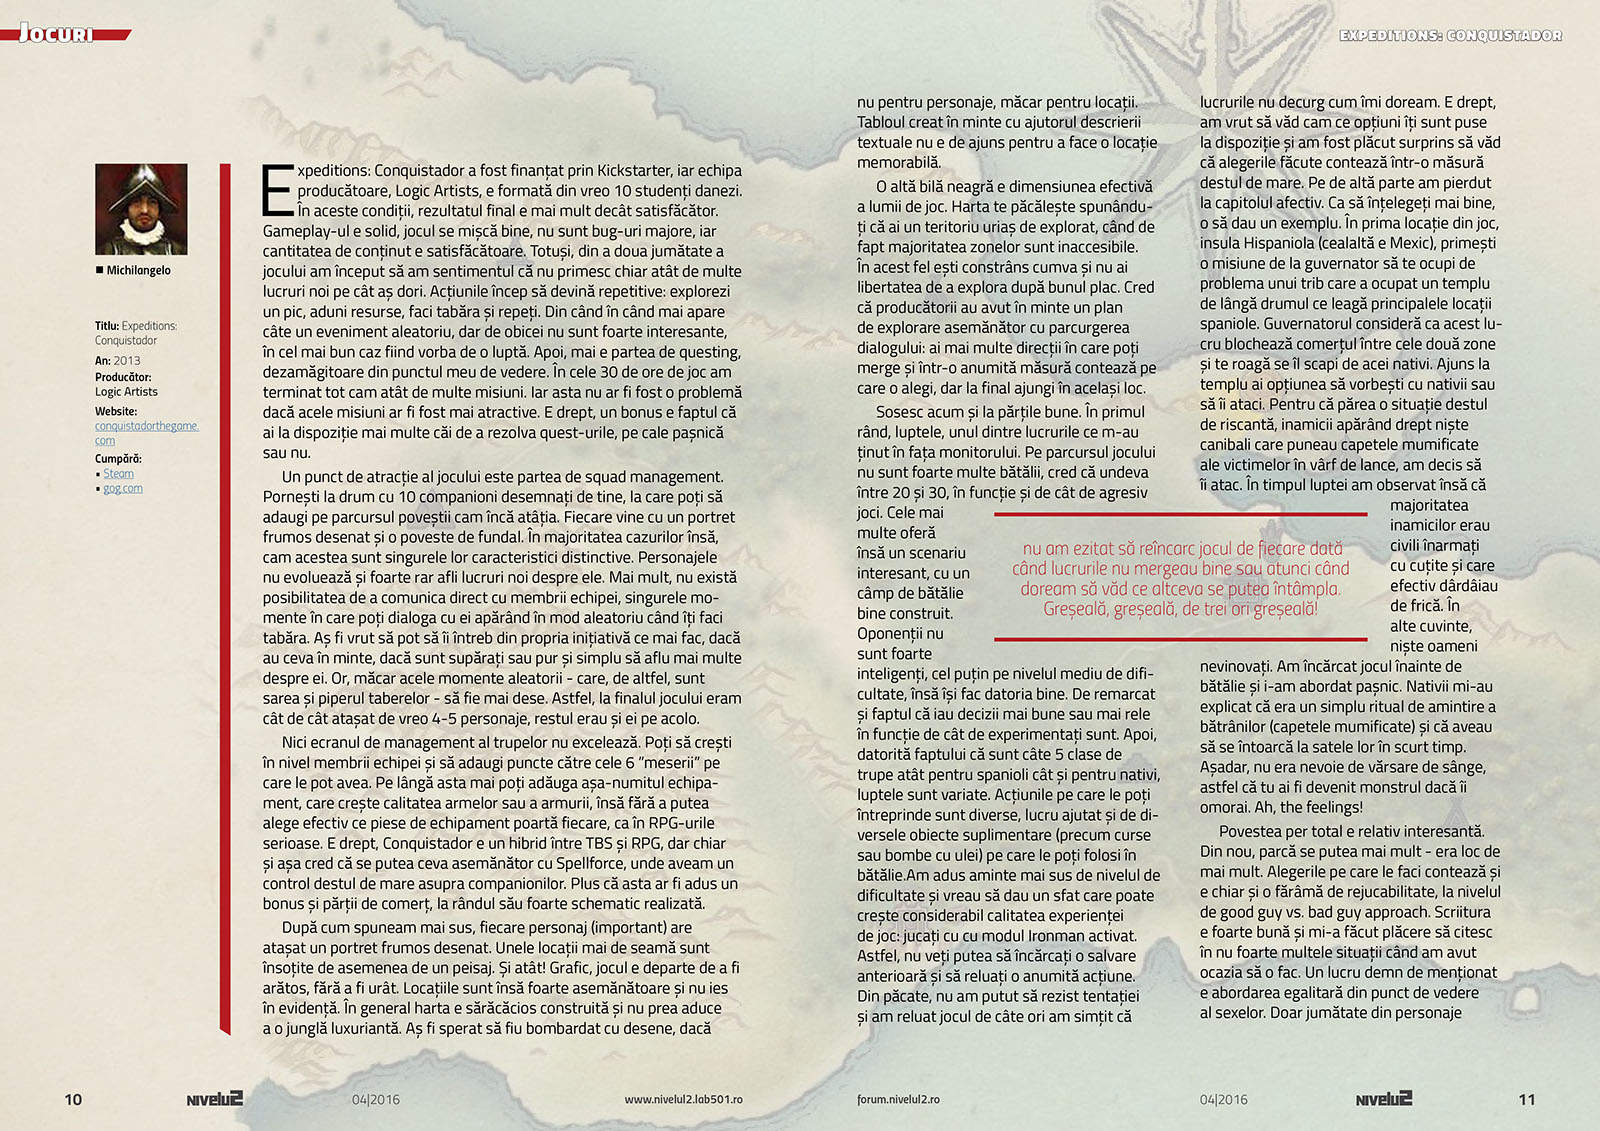 JOCURI
EXPEDITIONS: CONQUISTADOR
■ Michilangelo
Titlu: Expeditions:
Conquistador
An: 2013
Producător:
Logic Artists
Website:
conquistadorthegame.
com
Cumpără:
▪ Steam
▪ gog.com
Expeditions: Conquistador a fost finanțat prin Kickstarter, iar echipa
producătoare, Logic Artists, e formată din vreo 10 studenți danezi.
În aceste condiții, rezultatul final e mai mult decât satisfăcător.
Gameplay-ul e solid, jocul se mișcă bine, nu sunt bug-uri majore, iar
cantitatea de conținut e satisfăcătoare. Totuși, din a doua jumătate a
jocului am început să am sentimentul că nu primesc chiar atât de multe
lucruri noi pe cât aș dori. Acțiunile încep să devină repetitive: explorezi
un pic, aduni resurse, faci tabăra și repeți. Din când în când mai apare
câte un eveniment aleatoriu, dar de obicei nu sunt foarte interesante,
în cel mai bun caz fiind vorba de o luptă. Apoi, mai e partea de questing,
dezamăgitoare din punctul meu de vedere. În cele 30 de ore de joc am
terminat tot cam atât de multe misiuni. Iar asta nu ar fi fost o problemă
dacă acele misiuni ar fi fost mai atractive. E drept, un bonus e faptul că
ai la dispoziție mai multe căi de a rezolva quest-urile, pe cale pașnică
sau nu.
Un punct de atracție al jocului este partea de squad management.
Pornești la drum cu 10 companioni desemnați de tine, la care poți să
adaugi pe parcursul poveștii cam încă atâția. Fiecare vine cu un portret
frumos desenat și o poveste de fundal. În majoritatea cazurilor însă,
cam acestea sunt singurele lor caracteristici distinctive. Personajele
nu evoluează și foarte rar afli lucruri noi despre ele. Mai mult, nu există
posibilitatea de a comunica direct cu membrii echipei, singurele mo-
mente în care poți dialoga cu ei apărând în mod aleatoriu când îți faci
tabăra. Aș fi vrut să pot să îi întreb din propria inițiativă ce mai fac, dacă
au ceva în minte, dacă sunt supărați sau pur și simplu să aflu mai multe
despre ei. Or, măcar acele momente aleatorii - care, de altfel, sunt
sarea și piperul taberelor - să fie mai dese. Astfel, la finalul jocului eram
cât de cât atașat de vreo 4-5 personaje, restul erau și ei pe acolo.
Nici ecranul de management al trupelor nu excelează. Poți să crești
în nivel membrii echipei și să adaugi puncte către cele 6 ”meserii” pe
care le pot avea. Pe lângă asta mai poți adăuga așa-numitul echipa-
ment, care crește calitatea armelor sau a armurii, însă fără a putea
alege efectiv ce piese de echipament poartă fiecare, ca în RPG-urile
serioase. E drept, Conquistador e un hibrid între TBS și RPG, dar chiar
și așa cred că se putea ceva asemănător cu Spellforce, unde aveam un
control destul de mare asupra companionilor. Plus că asta ar fi adus un
bonus și părții de comerț, la rândul său foarte schematic realizată.
După cum spuneam mai sus, fiecare personaj (important) are
atașat un portret frumos desenat. Unele locații mai de seamă sunt
însoțite de asemenea de un peisaj. Și atât! Grafic, jocul e departe de a fi
arătos, fără a fi urât. Locațiile sunt însă foarte asemănătoare și nu ies
în evidență. În general harta e sărăcăcios construită și nu prea aduce
a o junglă luxuriantă. Aș fi sperat să fiu bombardat cu desene, dacă
nu pentru personaje, măcar pentru locații.
Tabloul creat în minte cu ajutorul descrierii
textuale nu e de ajuns pentru a face o locație
memorabilă.
O altă bilă neagră e dimensiunea efectivă
a lumii de joc. Harta te păcălește spunându-
ți că ai un teritoriu uriaș de explorat, când de
fapt majoritatea zonelor sunt inaccesibile.
În acest fel ești constrâns cumva și nu ai
libertatea de a explora după bunul plac. Cred
că producătorii au avut în minte un plan
de explorare asemănător cu parcurgerea
dialogului: ai mai multe direcții în care poți
merge și într-o anumită măsură contează pe
care o alegi, dar la final ajungi în același loc.
Sosesc acum și la părțile bune. În primul
rând, luptele, unul dintre lucrurile ce m-au
ținut în fața monitorului. Pe parcursul jocului
nu sunt foarte multe bătălii, cred că undeva
între 20 și 30, în funcție și de cât de agresiv
joci. Cele mai
multe oferă
însă un scenariu
interesant, cu un
câmp de bătălie
bine construit.
Oponenții nu
sunt foarte
inteligenți, cel puțin pe nivelul mediu de difi-
cultate, însă își fac datoria bine. De remarcat
și faptul că iau decizii mai bune sau mai rele
în funcție de cât de experimentați sunt. Apoi,
datorită faptului că sunt câte 5 clase de
trupe atât pentru spanioli cât și pentru nativi,
luptele sunt variate. Acțiunile pe care le poți
întreprinde sunt diverse, lucru ajutat și de di-
versele obiecte suplimentare (precum curse
sau bombe cu ulei) pe care le poți folosi în
bătălie.Am adus aminte mai sus de nivelul de
dificultate și vreau să dau un sfat care poate
crește considerabil calitatea experienței
de joc: jucați cu cu modul Ironman activat.
Astfel, nu veți putea să încărcați o salvare
anterioară și să reluați o anumită acțiune.
Din păcate, nu am putut să rezist tentației
și am reluat jocul de câte ori am simțit că
nu am ezitat să reîncarc jocul de fiecare dată
când lucrurile nu mergeau bine sau atunci când
doream să văd ce altceva se putea întâmpla.
Greșeală, greșeală, de trei ori greșeală!
lucrurile nu decurg cum îmi doream. E drept,
am vrut să văd cam ce opțiuni îți sunt puse
la dispoziție și am fost plăcut surprins să văd
că alegerile făcute contează într-o măsură
destul de mare. Pe de altă parte am pierdut
la capitolul afectiv. Ca să înțelegeți mai bine,
o să dau un exemplu. În prima locație din joc,
insula Hispaniola (cealaltă e Mexic), primești
o misiune de la guvernator să te ocupi de
problema unui trib care a ocupat un templu
de lângă drumul ce leagă principalele locații
spaniole. Guvernatorul consideră ca acest lu-
cru blochează comerțul între cele două zone
și te roagă se îl scapi de acei nativi. Ajuns la
templu ai opțiunea să vorbești cu nativii sau
să îi ataci. Pentru că părea o situație destul
de riscantă, inamicii apărând drept niște
canibali care puneau capetele mumificate
ale victimelor în vârf de lance, am decis să
îi atac. În timpul luptei am observat însă că
majoritatea
inamicilor erau
civili înarmați
cu cuțite și care
efectiv dârdâiau
de frică. În
alte cuvinte,
niște oameni
nevinovați. Am încărcat jocul înainte de
bătălie și i-am abordat pașnic. Nativii mi-au
explicat că era un simplu ritual de amintire a
bătrânilor (capetele mumificate) și că aveau
să se întoarcă la satele lor în scurt timp.
Așadar, nu era nevoie de vărsare de sânge,
astfel că tu ai fi devenit monstrul dacă îi
omorai. Ah, the feelings!
Povestea per total e relativ interesantă.
Din nou, parcă se putea mai mult - era loc de
mai mult. Alegerile pe care le faci contează și
e chiar și o fărâmă de rejucabilitate, la nivelul
de good guy vs. bad guy approach. Scriitura
e foarte bună și mi-a făcut plăcere să citesc
în nu foarte multele situații când am avut
ocazia să o fac. Un lucru demn de menționat
e abordarea egalitară din punct de vedere
al sexelor. Doar jumătate din personaje
10
NIVELUL2
04|2016
www.nivelul2.lab501.ro
forum.nivelul2.ro
04|2016
NIVELUL2
11